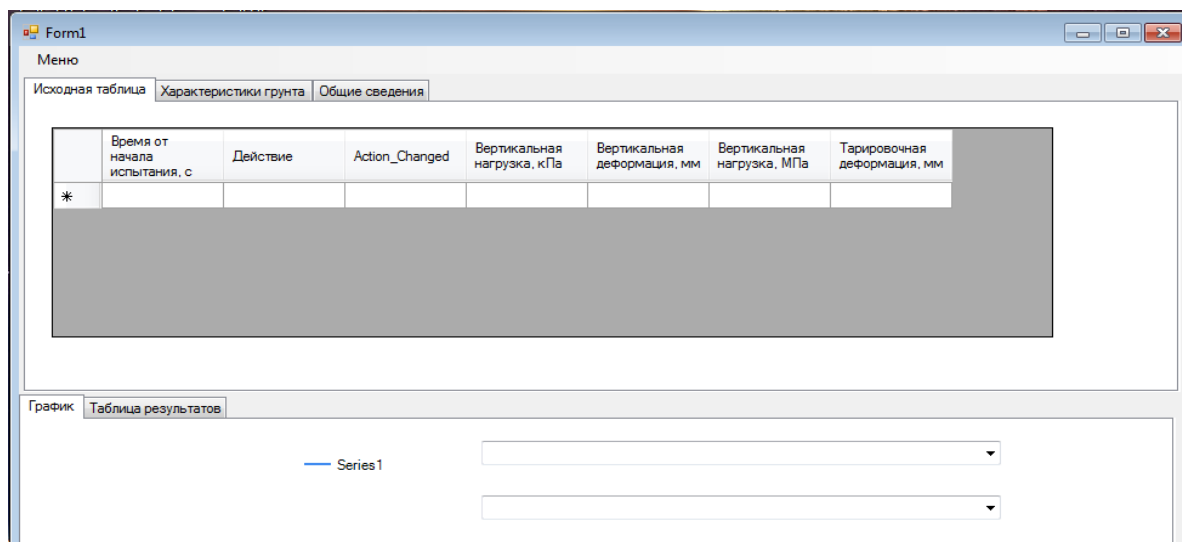 Form1
Меню
Исходная таблица Характеристики грунта Общие сведения
Время от
начала
испытания, с
Действие
Action_Changed
Вертикальная
нагрузка, кПа
Вертикальная
деформация, мм
Вертикальная
нагрузка, МПа
Тарировочная
деформация, мм
График Таблица результатов
Series1